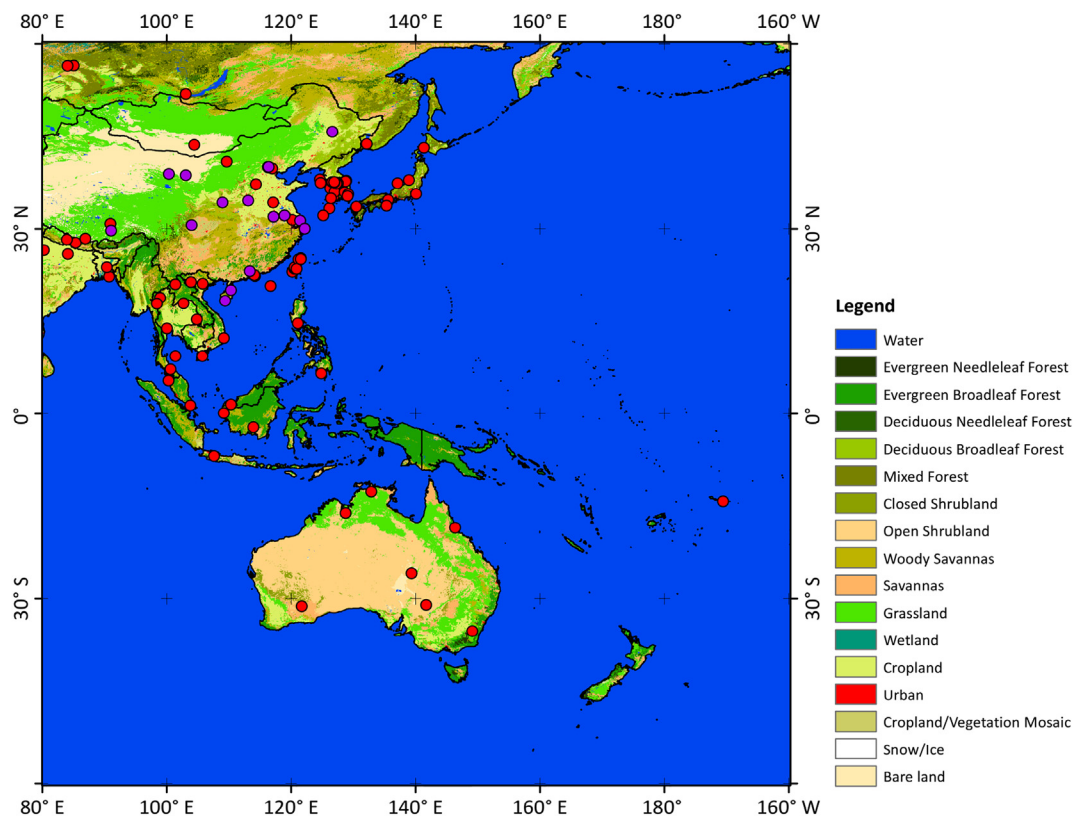 80° E 100° E 120° E 140° E 160° E 180° 160° W
30° N 30° N
0° 0°
30° S 30° S
80° E 100° E 120° E 140° E 160° E 180° 160° W
Legend
Water
Evergreen Needleleaf Forest
Evergreen Broadleaf Forest
Deciduous Needleleaf Forest
Deciduous Broadleaf Forest
Mixed Forest
Closed Shrubland
Open Shrubland
Woody Savannas
Savannas
Grassland
Wetland
Cropland
Urban
Cropland/Vegetation Mosaic
Snow/Ice
Bare land